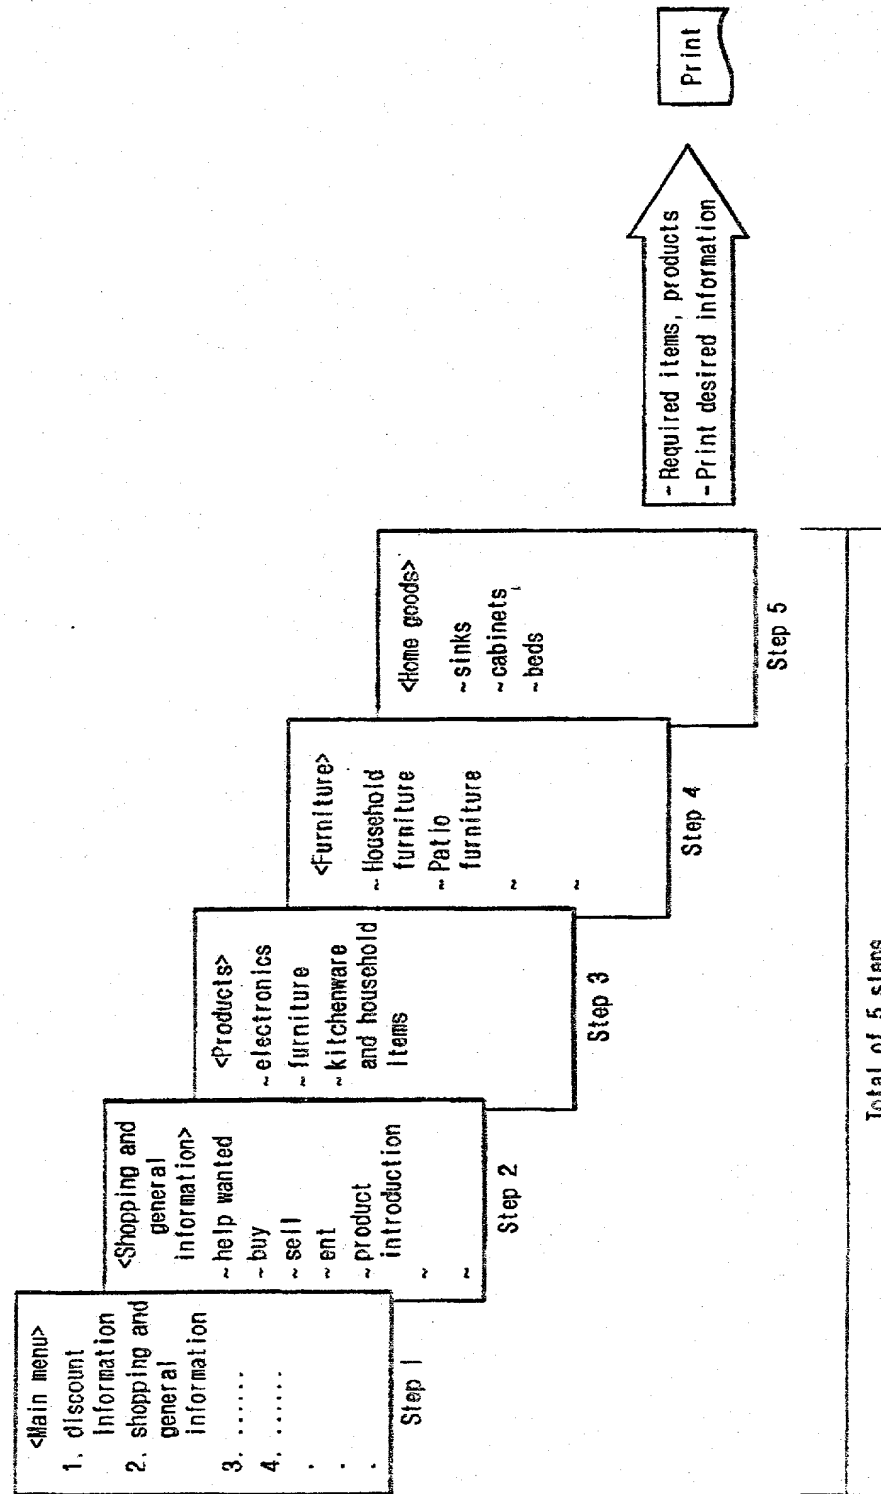 <Main menu>
1. discount
Information
2. shopping and
general
information
3. ......
4. ......
.
.
.
Step 1
<Shopping and
general
information>
~ help wanted
~ buy
~ sell
~ ent
~ product
introduction
~
~
Step 2
<Products>
~ electronics
~ furniture
~ kitchenware
and household
items
Step 3
<Furniture>
~ Household
furniture
~ Patio
furniture
~
~
Step 4
<Home goods>
~ sinks
~ cabinets
~ beds
Step 5
- Required items, products
- Print desired information
Print
Total of 5 steps